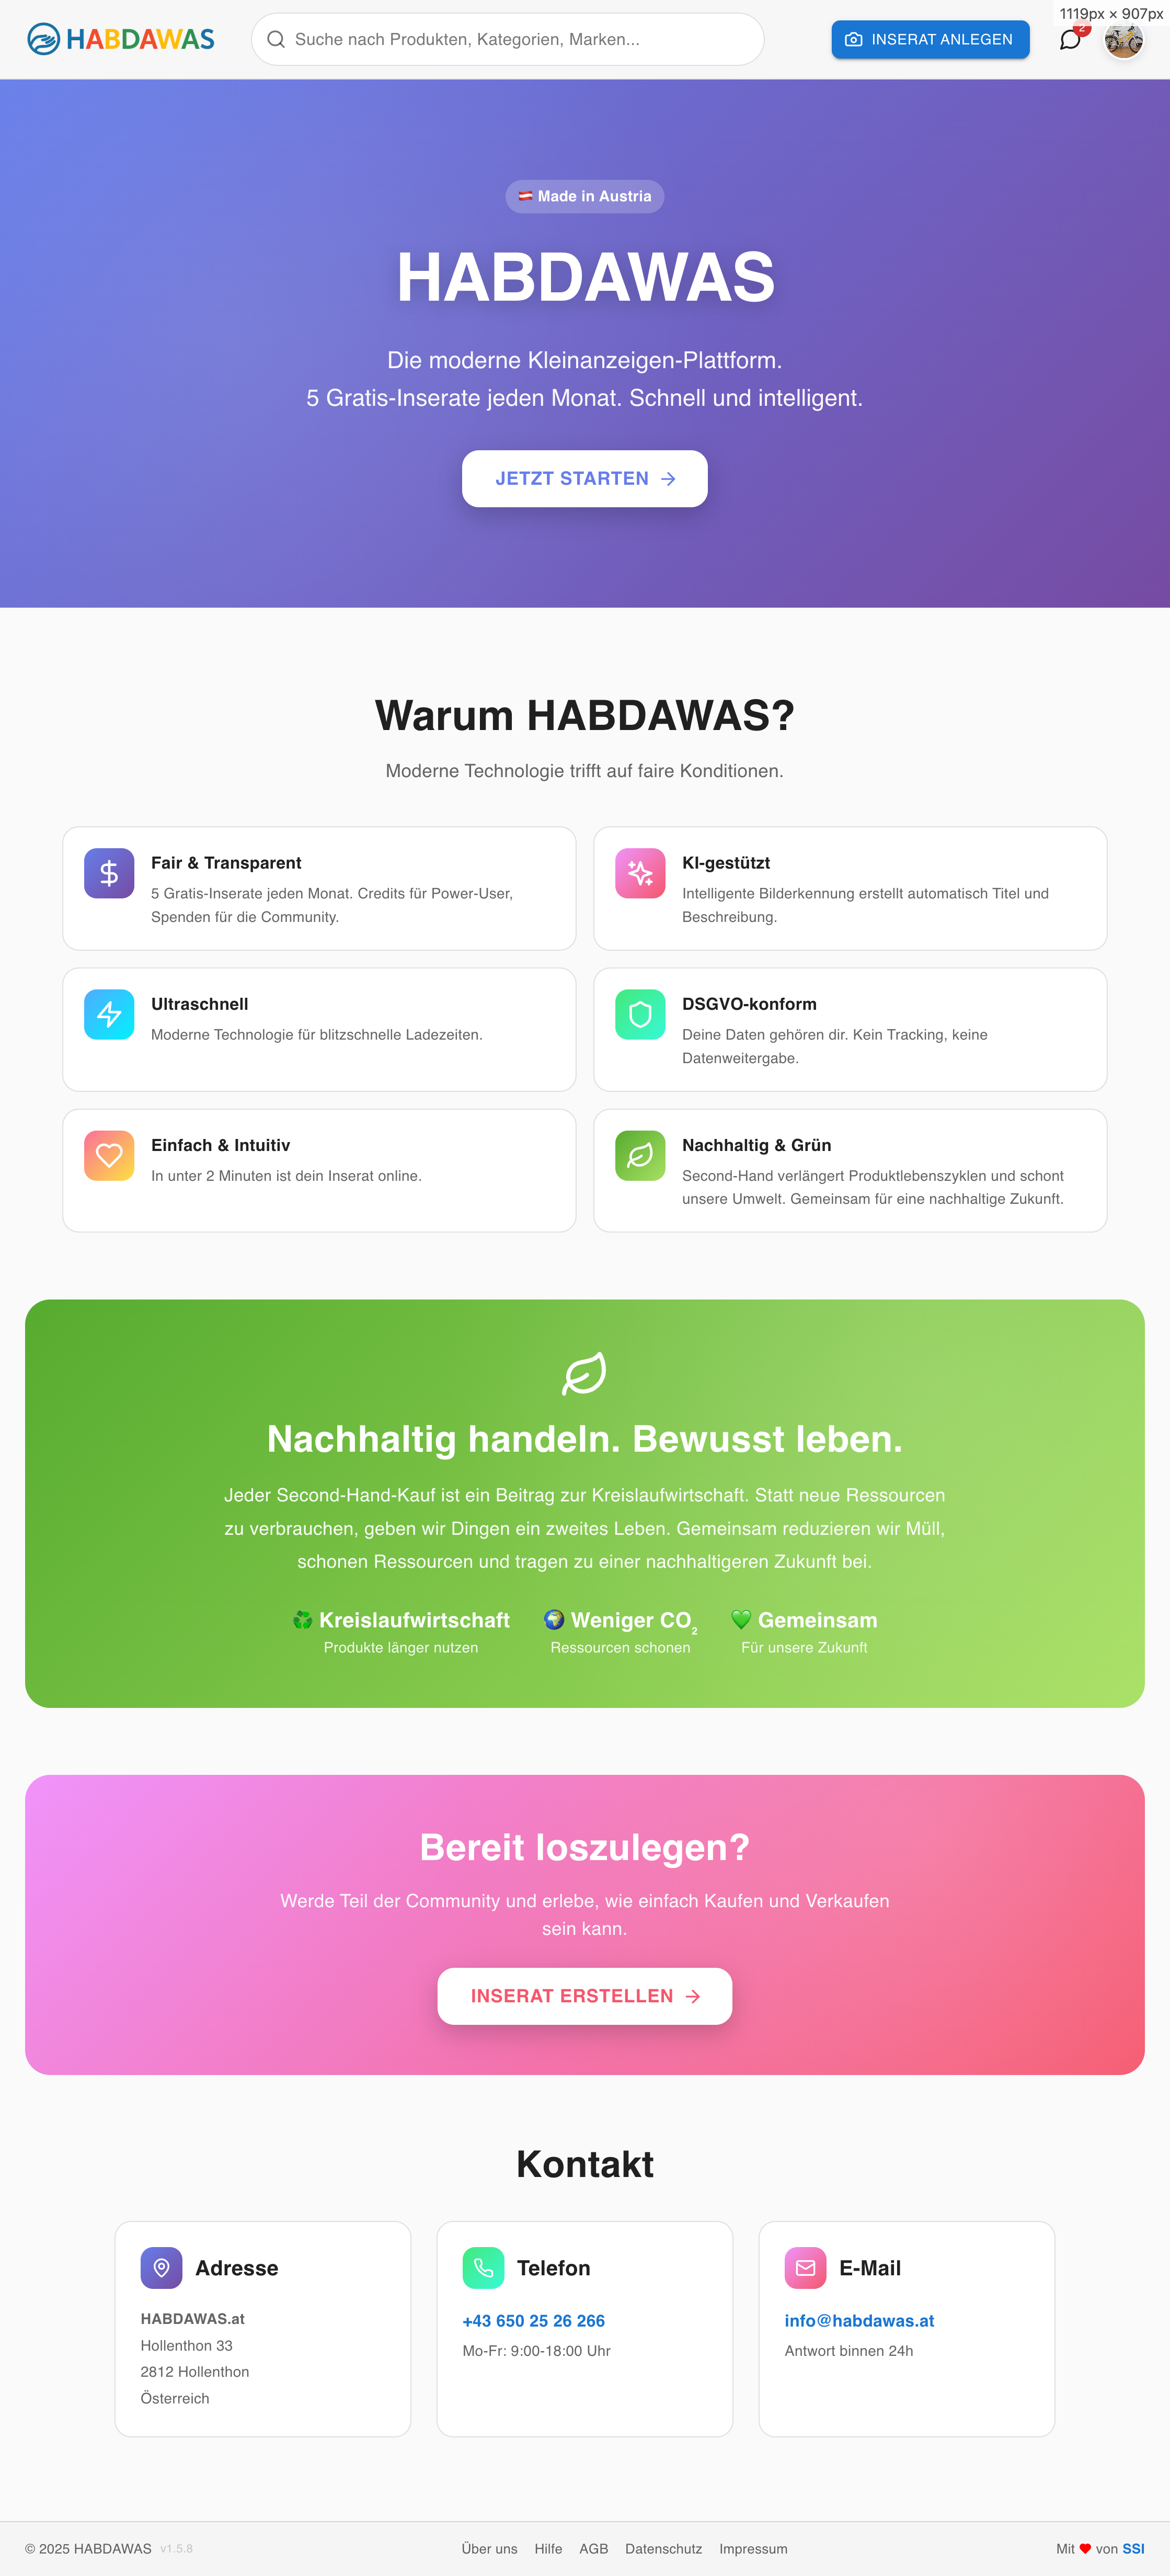 HABDAWAS
Suche nach Produkten, Kategorien, Marken...
INSERAT ANLEGEN
2
1119px × 907px
Made in Austria
HABDAWAS
Die moderne Kleinanzeigen-Plattform.
5 Gratis-Inserate jeden Monat. Schnell und intelligent.
JETZT STARTEN →
Warum HABDAWAS?
Moderne Technologie trifft auf faire Konditionen.
Fair & Transparent
5 Gratis-Inserate jeden Monat. Credits für Power-User,
Spenden für die Community.
KI-gestützt
Intelligente Bilderkennung erstellt automatisch Titel und
Beschreibung.
Ultraschnell
Moderne Technologie für blitzschnelle Ladezeiten.
DSGVO-konform
Deine Daten gehören dir. Kein Tracking, keine
Datenweitergabe.
Einfach & Intuitiv
In unter 2 Minuten ist dein Inserat online.
Nachhaltig & Grün
Second-Hand verlängert Produktlebenszyklen und schont
unsere Umwelt. Gemeinsam für eine nachhaltige Zukunft.
Nachhaltig handeln. Bewusst leben.
Jeder Second-Hand-Kauf ist ein Beitrag zur Kreislaufwirtschaft. Statt neue Ressourcen
zu verbrauchen, geben wir Dingen ein zweites Leben. Gemeinsam reduzieren wir Müll,
schonen Ressourcen und tragen zu einer nachhaltigeren Zukunft bei.
♻️ Kreislaufwirtschaft
Produkte länger nutzen
🌍 Weniger CO₂
Ressourcen schonen
💚 Gemeinsam
Für unsere Zukunft
Bereit loszulegen?
Werde Teil der Community und erlebe, wie einfach Kaufen und Verkaufen
sein kann.
INSERAT ERSTELLEN →
Kontakt
Adresse
HABDAWAS.at
Hollenthon 33
2812 Hollenthon
Österreich
Telefon
+43 650 25 26 266
Mo-Fr: 9:00-18:00 Uhr
E-Mail
info@habdawas.at
Antwort binnen 24h
© 2025 HABDAWAS v1.5.8
Über uns Hilfe AGB Datenschutz Impressum
Mit ❤ von SSI